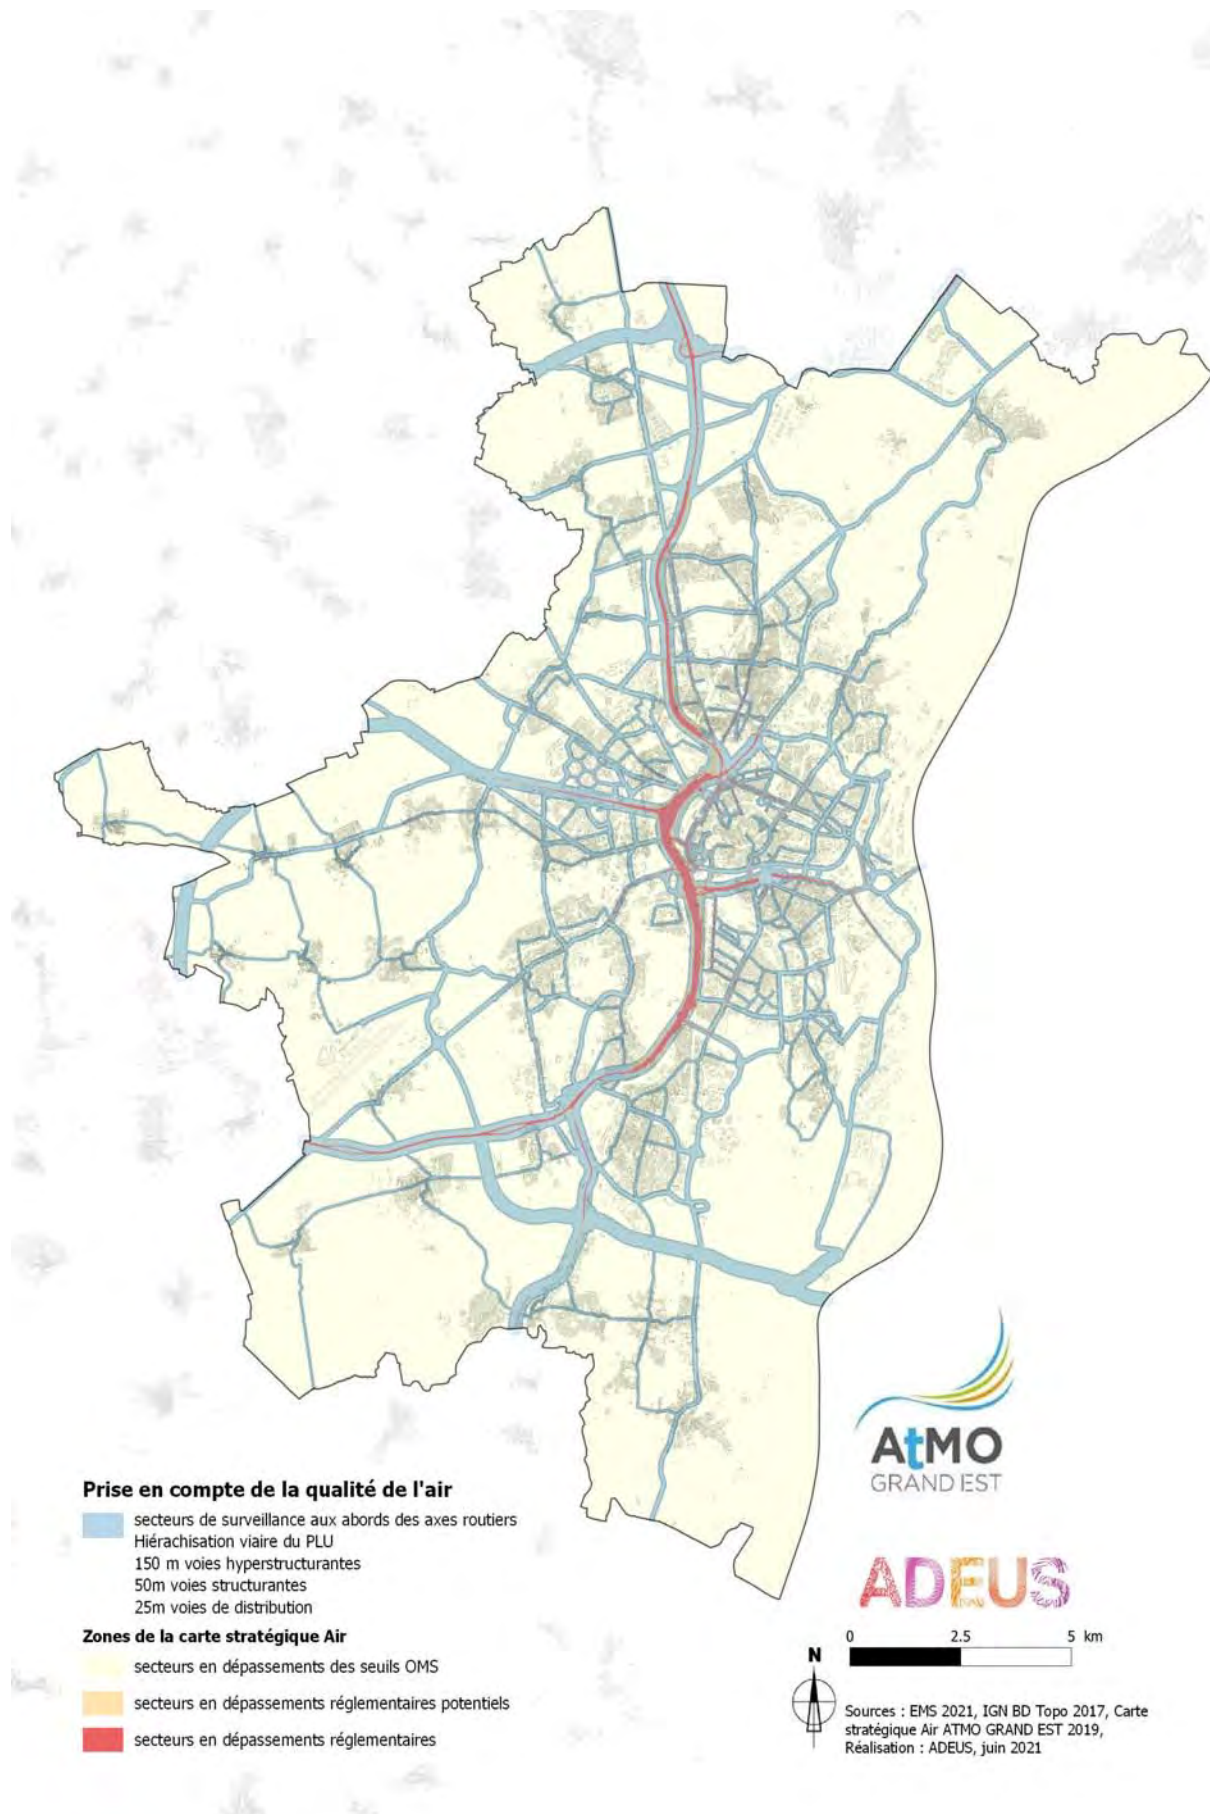 AtMO
GRAND EST
Prise en compte de la qualité de l'air
secteurs de surveillance aux abords des axes routiers
Hiérachisation viaire du PLU
150 m voies hyperstructurantes
50m voies structurantes
25m voies de distribution
Zones de la carte stratégique Air
secteurs en dépassements des seuils OMS
secteurs en dépassements réglementaires potentiels
secteurs en dépassements réglementaires
ADEUS
0 2.5 5 km
N
Sources : EMS 2021, IGN BD Topo 2017, Carte
stratégique Air ATMO GRAND EST 2019,
Réalisation : ADEUS, juin 2021